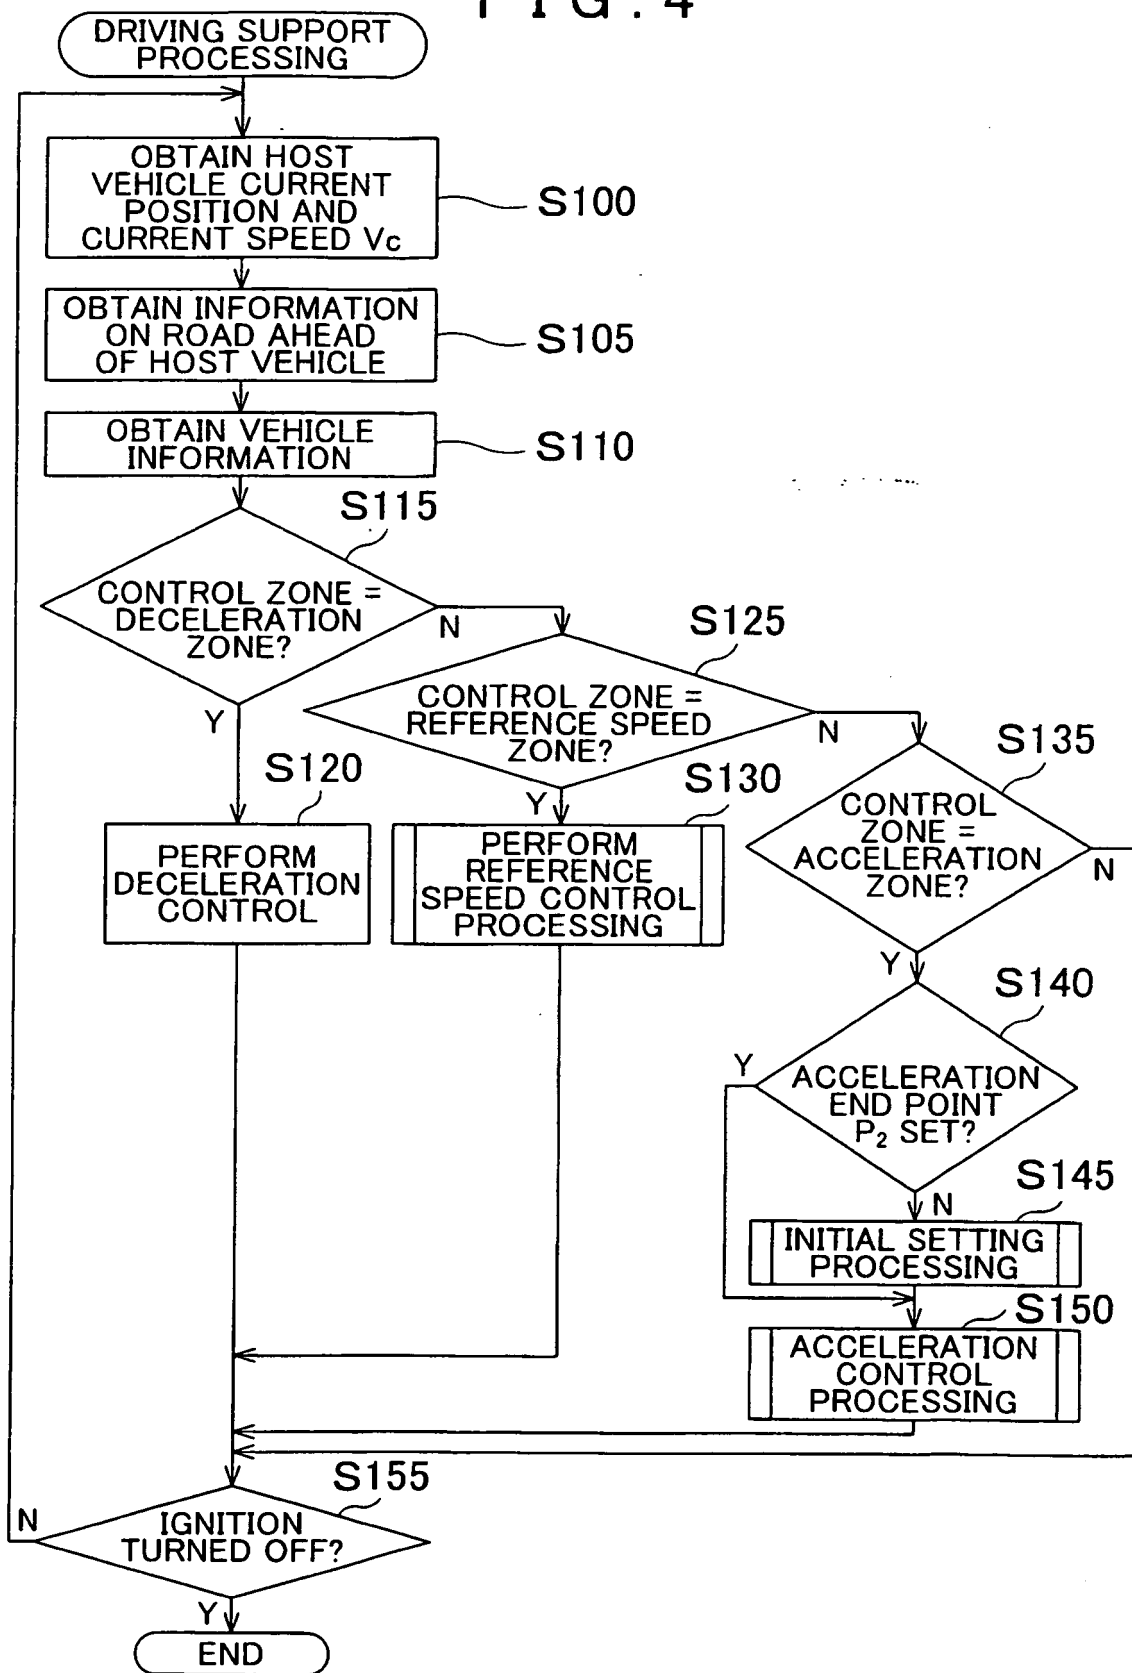 FIG.4
DRIVING SUPPORT
PROCESSING
OBTAIN HOST
VEHICLE CURRENT
POSITION AND
CURRENT SPEED Vc
S100
OBTAIN INFORMATION
ON ROAD AHEAD
OF HOST VEHICLE
S105
OBTAIN VEHICLE
INFORMATION
S110
S115
CONTROL ZONE =
DECELERATION
ZONE?
N
Y
S125
CONTROL ZONE =
REFERENCE SPEED
ZONE?
N
Y
S120
PERFORM
DECELERATION
CONTROL
S130
PERFORM
REFERENCE
SPEED CONTROL
PROCESSING
S135
CONTROL
ZONE =
ACCELERATION
ZONE?
N
Y
S140
Y
ACCELERATION
END POINT
P2 SET?
N
S145
INITIAL SETTING
PROCESSING
S150
ACCELERATION
CONTROL
PROCESSING
S155
N
IGNITION
TURNED OFF?
Y
END